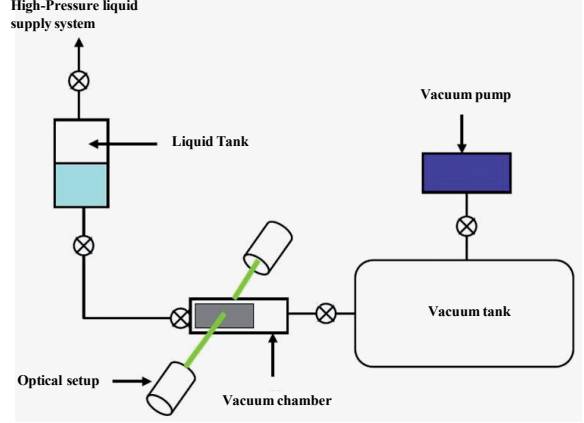 High-Pressure liquid
supply system
Vacuum pump
Liquid Tank
Vacuum tank
Optical setup
Vacuum chamber